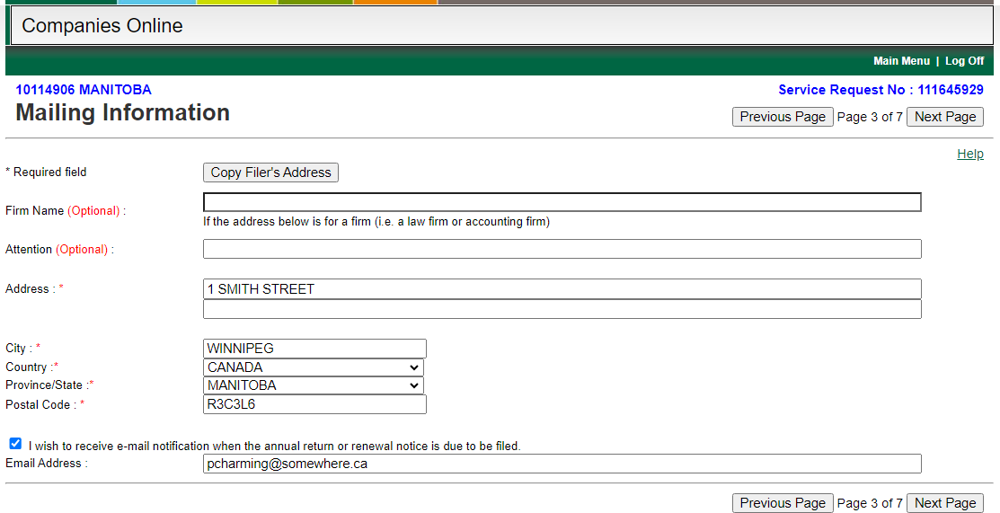 Companies Online
Main Menu | Log Off
10114906 MANITOBA
Service Request No : 111645929
Mailing Information
Previous Page Page 3 of 7 Next Page
Help
* Required field
Copy Filer's Address
Firm Name (Optional) :
If the address below is for a firm (i.e. a law firm or accounting firm)
Attention (Optional) :
Address : * 1 SMITH STREET
City : * WINNIPEG
Country :* CANADA
Province/State :* MANITOBA
Postal Code : * R3C3L6
I wish to receive e-mail notification when the annual return or renewal notice is due to be filed.
Email Address : pcharming@somewhere.ca
Previous Page Page 3 of 7 Next Page